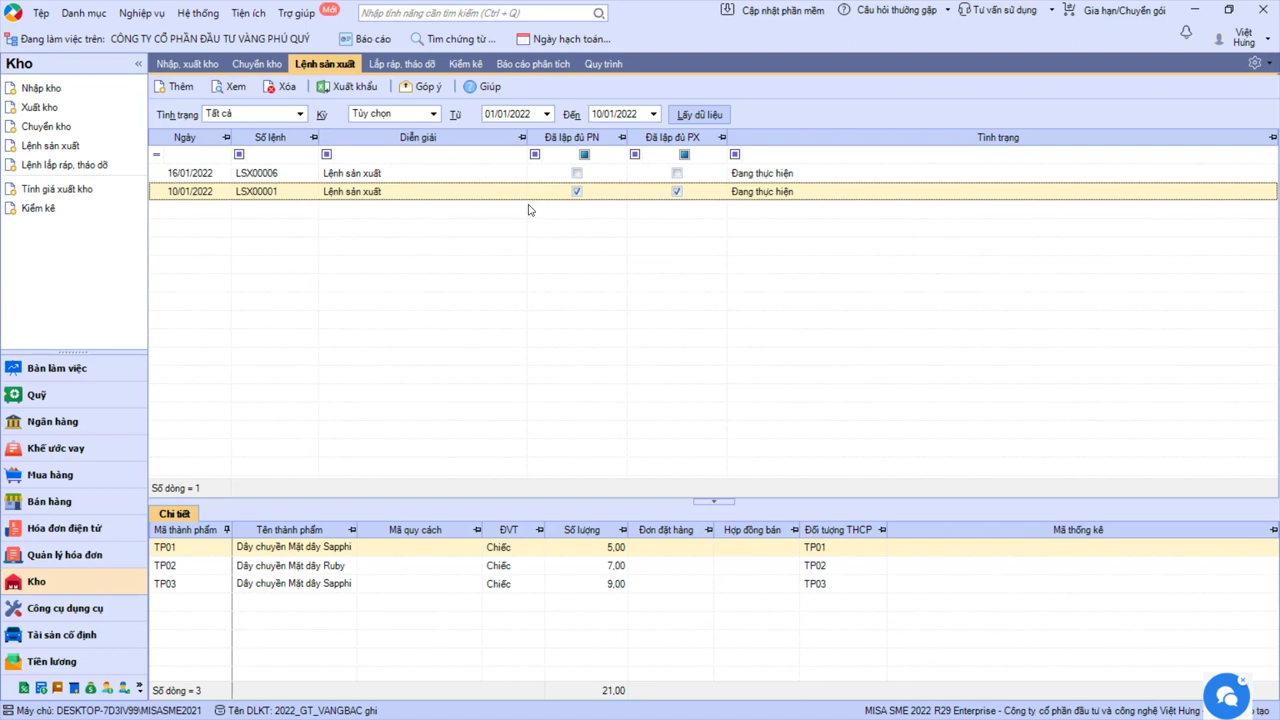 Tệp Danh mục Nghiệp vụ Hệ thống Tiện ích Trợ giúp Mới Nhập tính năng cần tìm kiếm (Ctrl + Q) Cập nhật phần mềm Câu hỏi thường gặp Tư vấn sử dụng Gia hạn/Chuyển gói
Đang làm việc trên: CÔNG TY CỔ PHẦN ĐẦU TƯ VÀNG PHÚ QUÝ Báo cáo Tìm chứng từ ... Ngày hạch toán... Việt Hưng
Kho « Nhập, xuất kho Chuyển kho Lệnh sản xuất Lắp ráp, tháo dỡ Kiểm kê Báo cáo phân tích Quy trình
Nhập kho
Xuất kho
Chuyển kho
Lệnh sản xuất
Lệnh lắp ráp, tháo dỡ
Tính giá xuất kho
Kiểm kê
Thêm Xem Xóa Xuất khẩu Góp ý Giúp
Tình trạng Tất cả Kỳ Tùy chọn Từ 01/01/2022 Đến 10/01/2022 Lấy dữ liệu
Ngày Số lệnh Diễn giải Đã lập đủ PN Đã lập đủ PX Tình trạng
=
16/01/2022 LSX00006 Lệnh sản xuất Đang thực hiện
10/01/2022 LSX00001 Lệnh sản xuất Đang thực hiện
Số dòng = 1
Bàn làm việc
Quỹ
Ngân hàng
Khế ước vay
Mua hàng
Bán hàng
Hóa đơn điện tử
Quản lý hóa đơn
Kho
Công cụ dụng cụ
Tài sản cố định
Tiền lương
Chi tiết
Mã thành phẩm Tên thành phẩm Mã quy cách ĐVT Số lượng Đơn đặt hàng Hợp đồng bán Đối tượng THCP Mã thống kê
TP01 Dây chuyền Mặt dây Sapphi Chiếc 5,00 TP01
TP02 Dây chuyền Mặt dây Ruby Chiếc 7,00 TP02
TP03 Dây chuyền Mặt dây Sapphi Chiếc 9,00 TP03
Số dòng = 3 21,00
Máy chủ: DESKTOP-7D3IV99\MISASME2021 Tên DLKT: 2022_GT_VANGBAC ghi MISA SME 2022 R29 Enterprise - Công ty cổ phần đầu tư và công nghệ Việt Hưng tạo